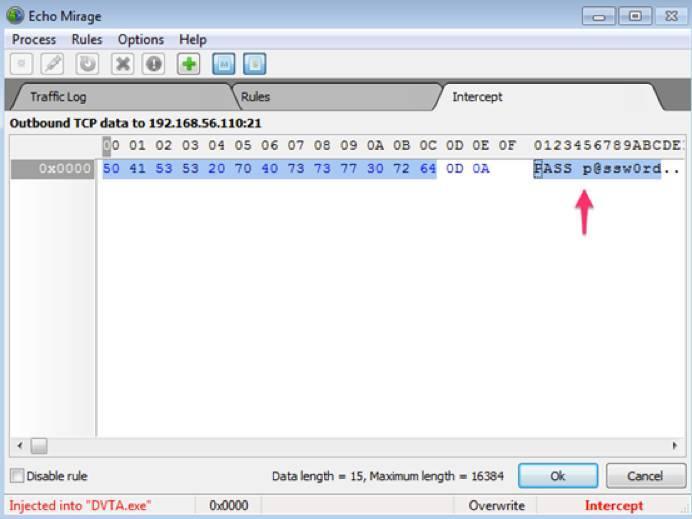 Echo Mirage
Process Rules Options Help
Traffic Log Rules Intercept
Outbound TCP data to 192.168.56.110:21
00 01 02 03 04 05 06 07 08 09 0A 0B 0C 0D 0E 0F 0123456789ABCDE
0x0000 50 41 53 53 20 70 40 73 73 77 30 72 64 0D 0A PASS p@ssw0rd..
Disable rule Data length = 15, Maximum length = 16384 Ok Cancel
Injected into "DVTA.exe" 0x0000 Overwrite Intercept